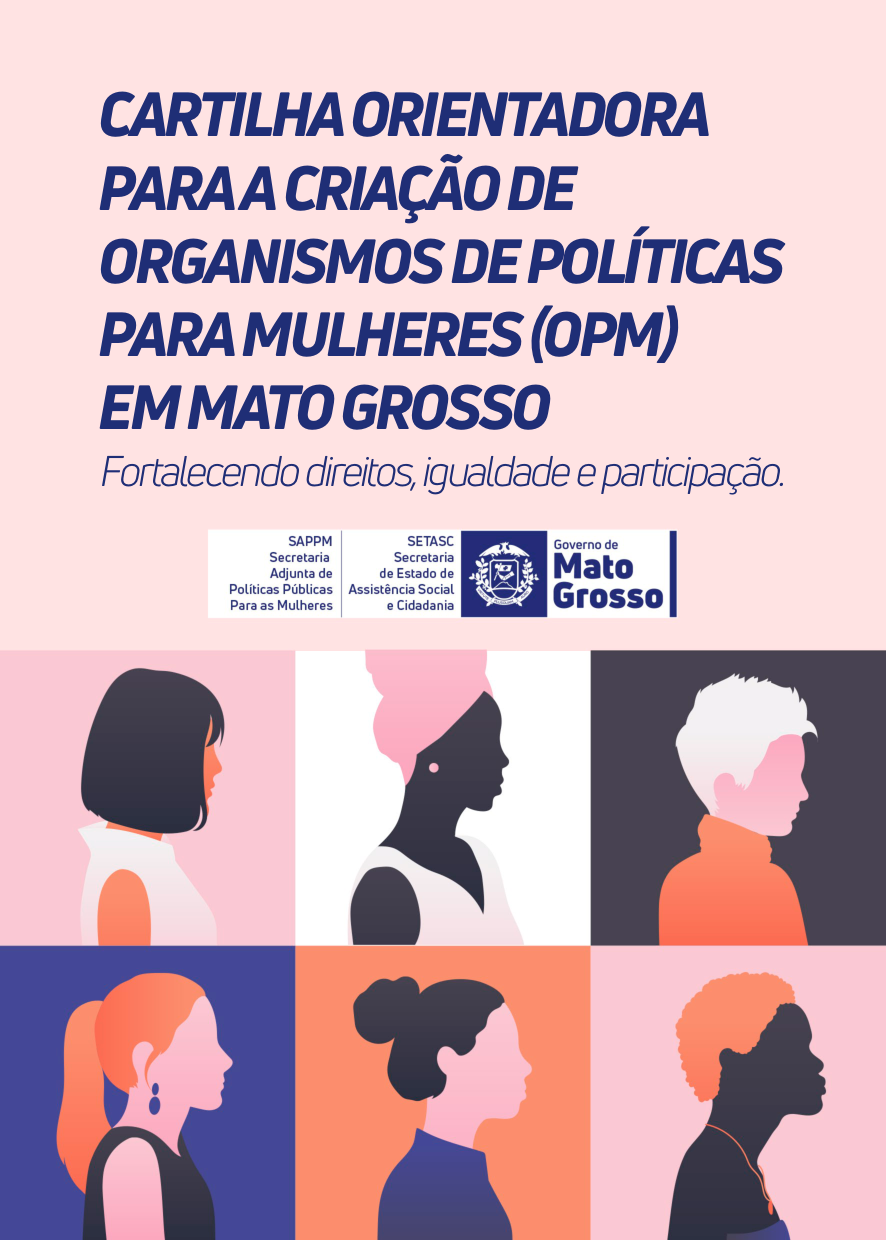 CARTILHA ORIENTADORA
PARA A CRIAÇÃO DE
ORGANISMOS DE POLÍTICAS
PARA MULHERES (OPM)
EM MATO GROSSO
Fortalecendo direitos, igualdade e participação.
SAPPM
Secretaria
Adjunta de
Políticas Públicas
Para as Mulheres
SETASC
Secretaria
de Estado de
Assistência Social
e Cidadania
Governo de
Mato
Grosso